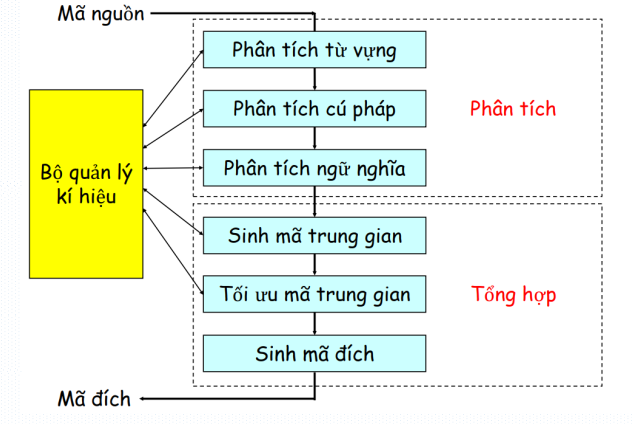 Mã nguồn
Phân tích từ vựng
Phân tích cú pháp
Phân tích
Bộ quản lý
kí hiệu
Phân tích ngữ nghĩa
Sinh mã trung gian
Tối ưu mã trung gian
Tổng hợp
Sinh mã đích
Mã đích